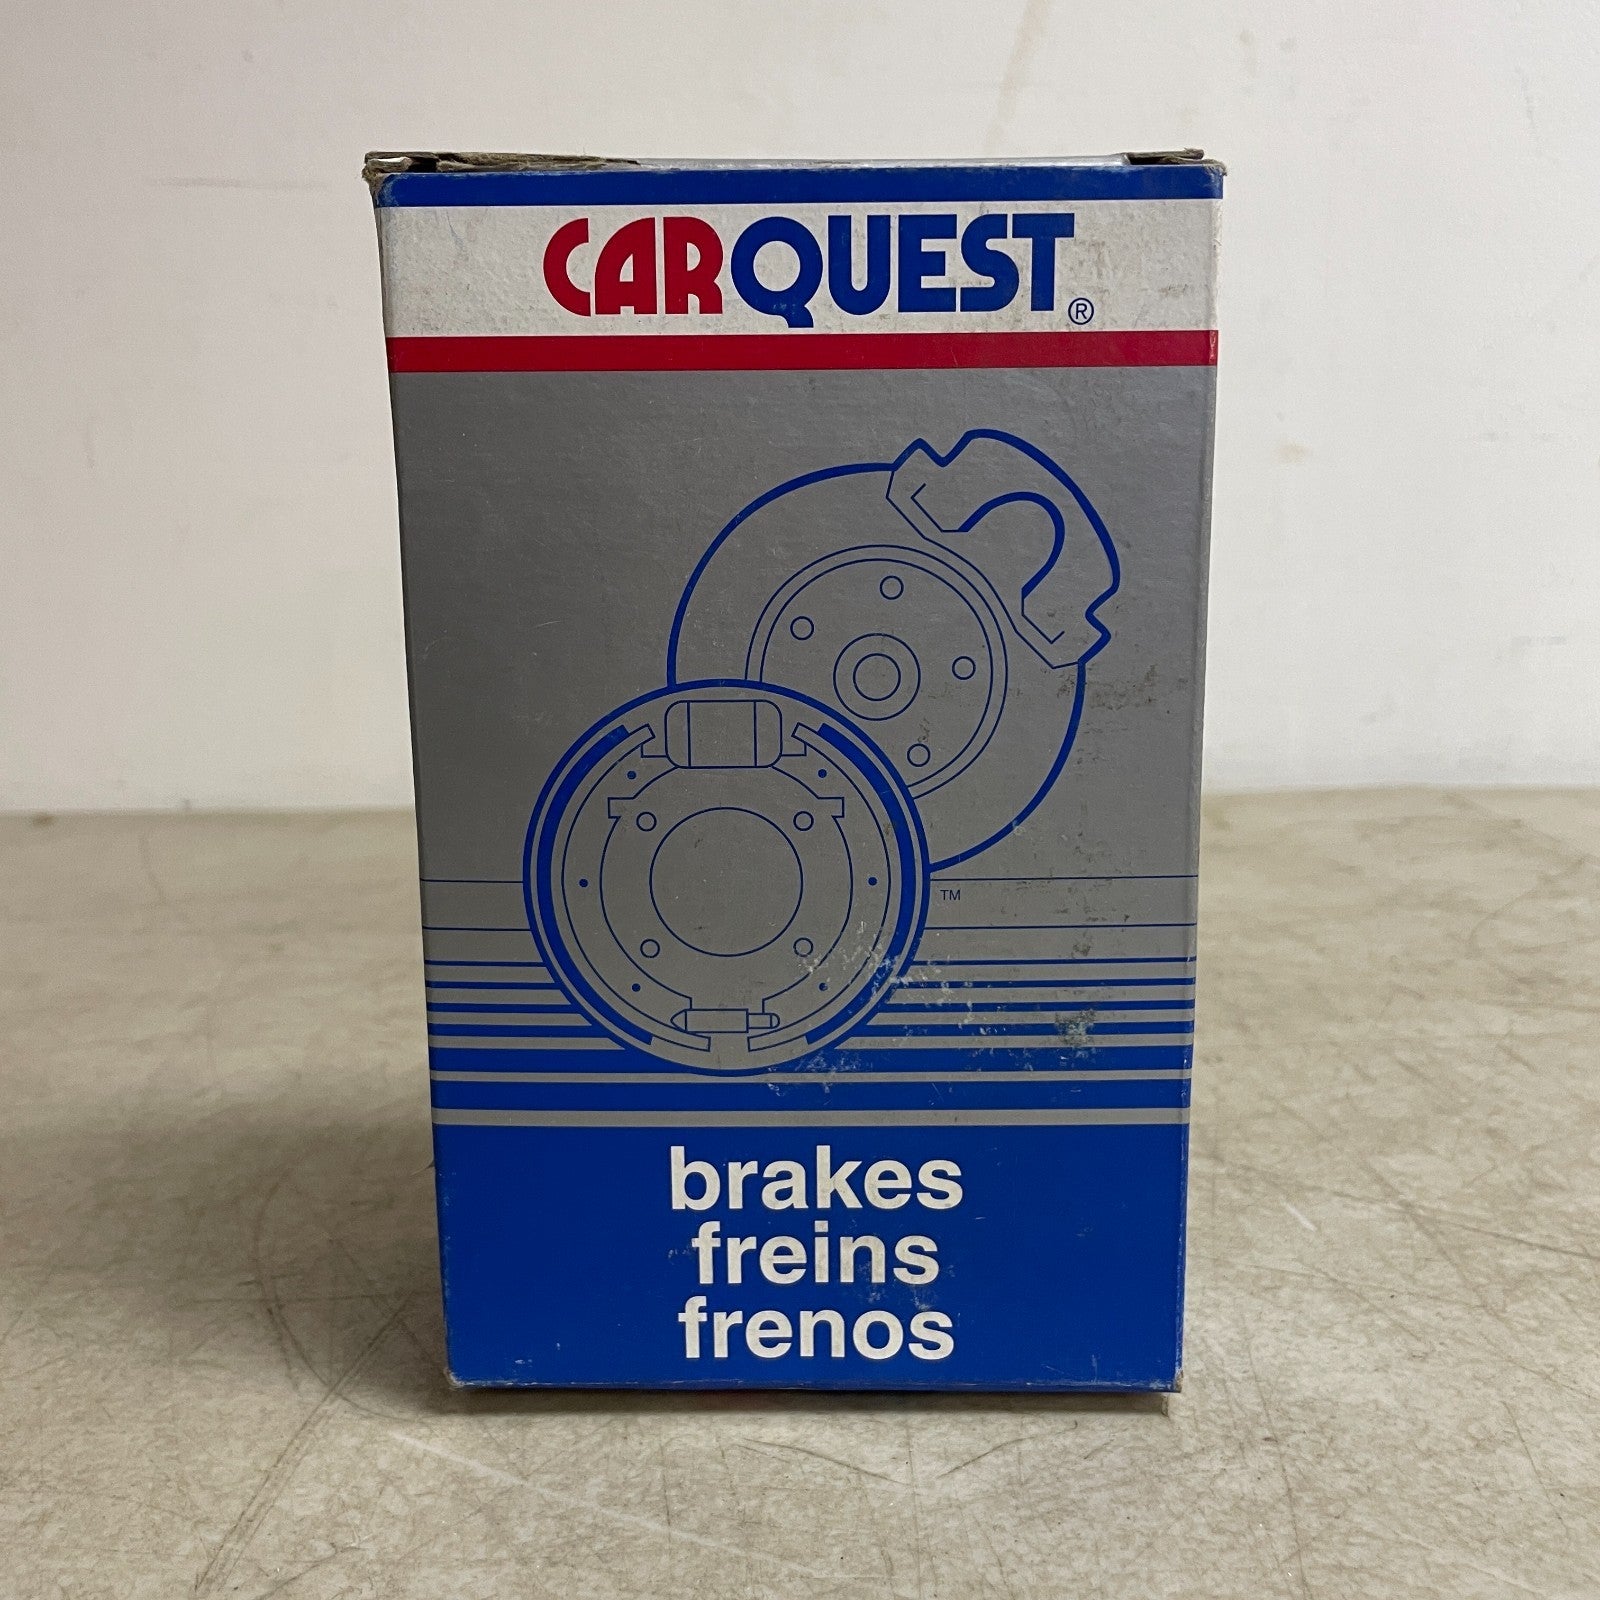 CARQUEST®
TM
brakes
freins
frenos